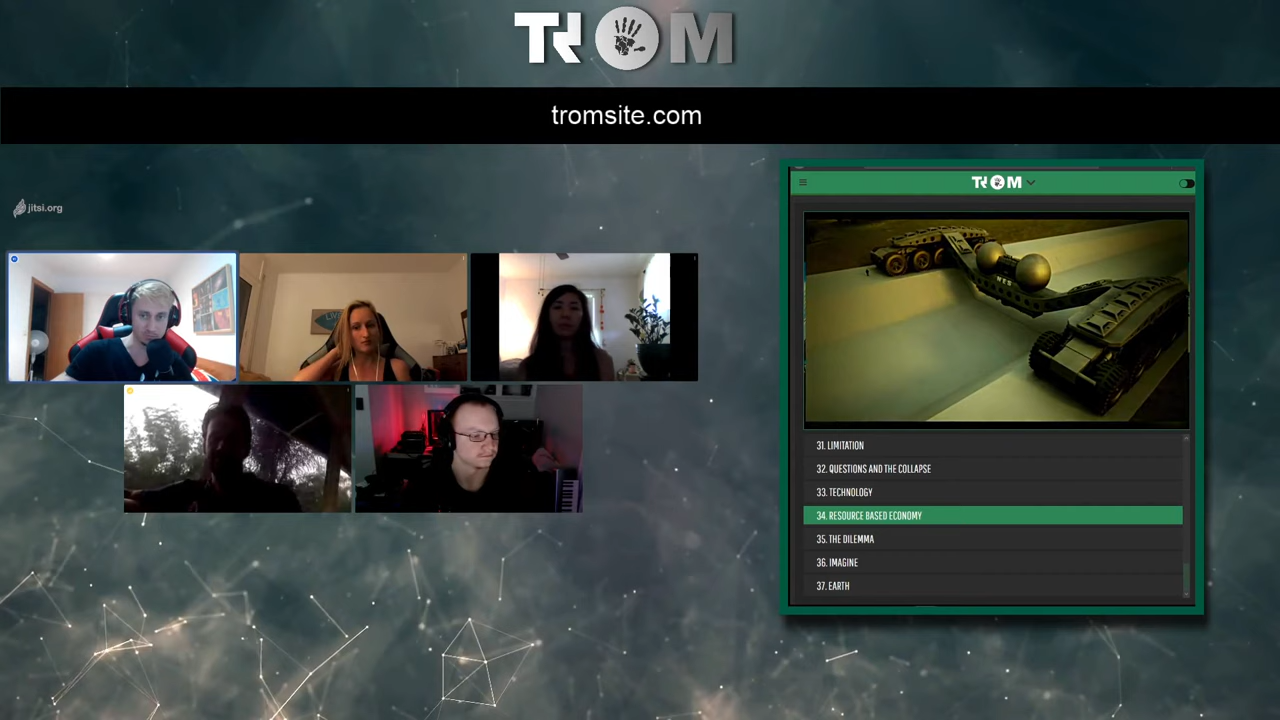 TROM
tromsite.com
jitsi.org
TROM
LIVE
31. LIMITATION
32. QUESTIONS AND THE COLLAPSE
33. TECHNOLOGY
34. RESOURCE BASED ECONOMY
35. THE DILEMMA
36. IMAGINE
37. EARTH